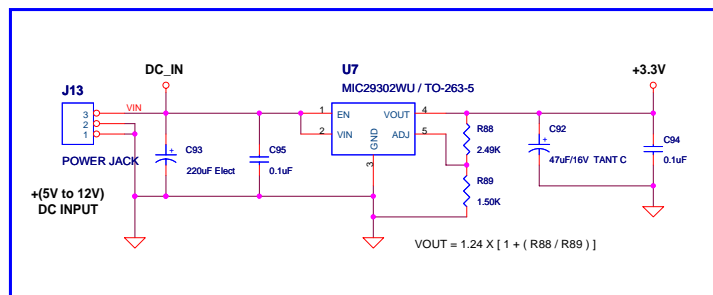 DC_IN
U7
+3.3V
MIC29302WU / TO-263-5
J13
VIN
3
2
1
POWER JACK
1
EN
VOUT
4
2
VIN
ADJ
5
GND
3
R88
2.49K
R89
1.50K
C93
220uF Elect
C95
0.1uF
C92
47uF/16V TANT C
C94
0.1uF
+(5V to 12V)
DC INPUT
VOUT = 1.24 X [ 1 + ( R88 / R89 ) ]